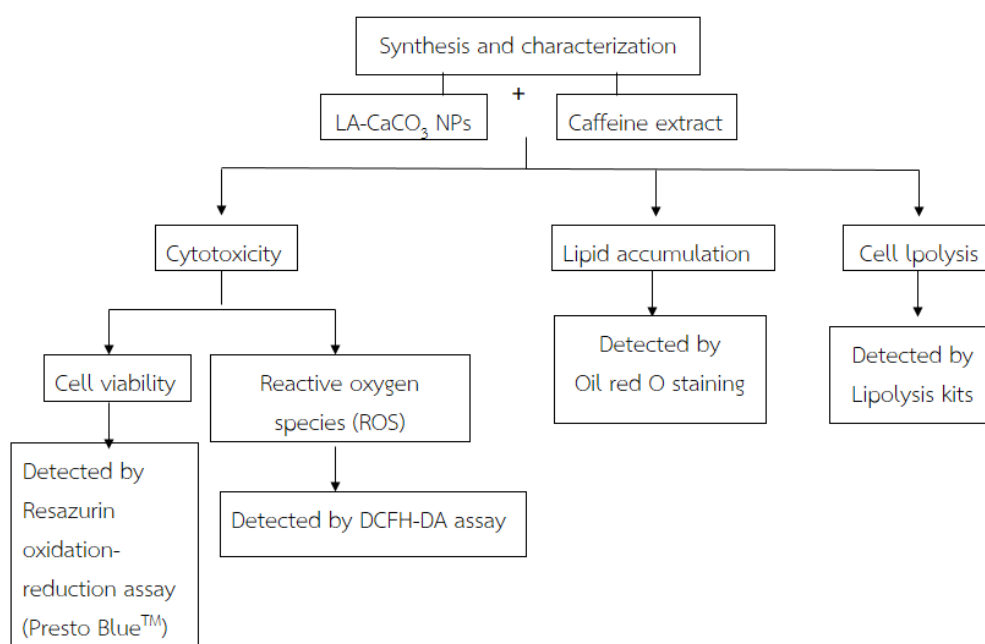 Synthesis and characterization
+
LA-CaCO₃ NPs
Caffeine extract
Cytotoxicity
Lipid accumulation
Cell lpolysis
Cell viability
Reactive oxygen
species (ROS)
Detected by
Oil red O staining
Detected by
Lipolysis kits
Detected by
Resazurin
oxidation-
reduction assay
(Presto Blue™)
Detected by DCFH-DA assay